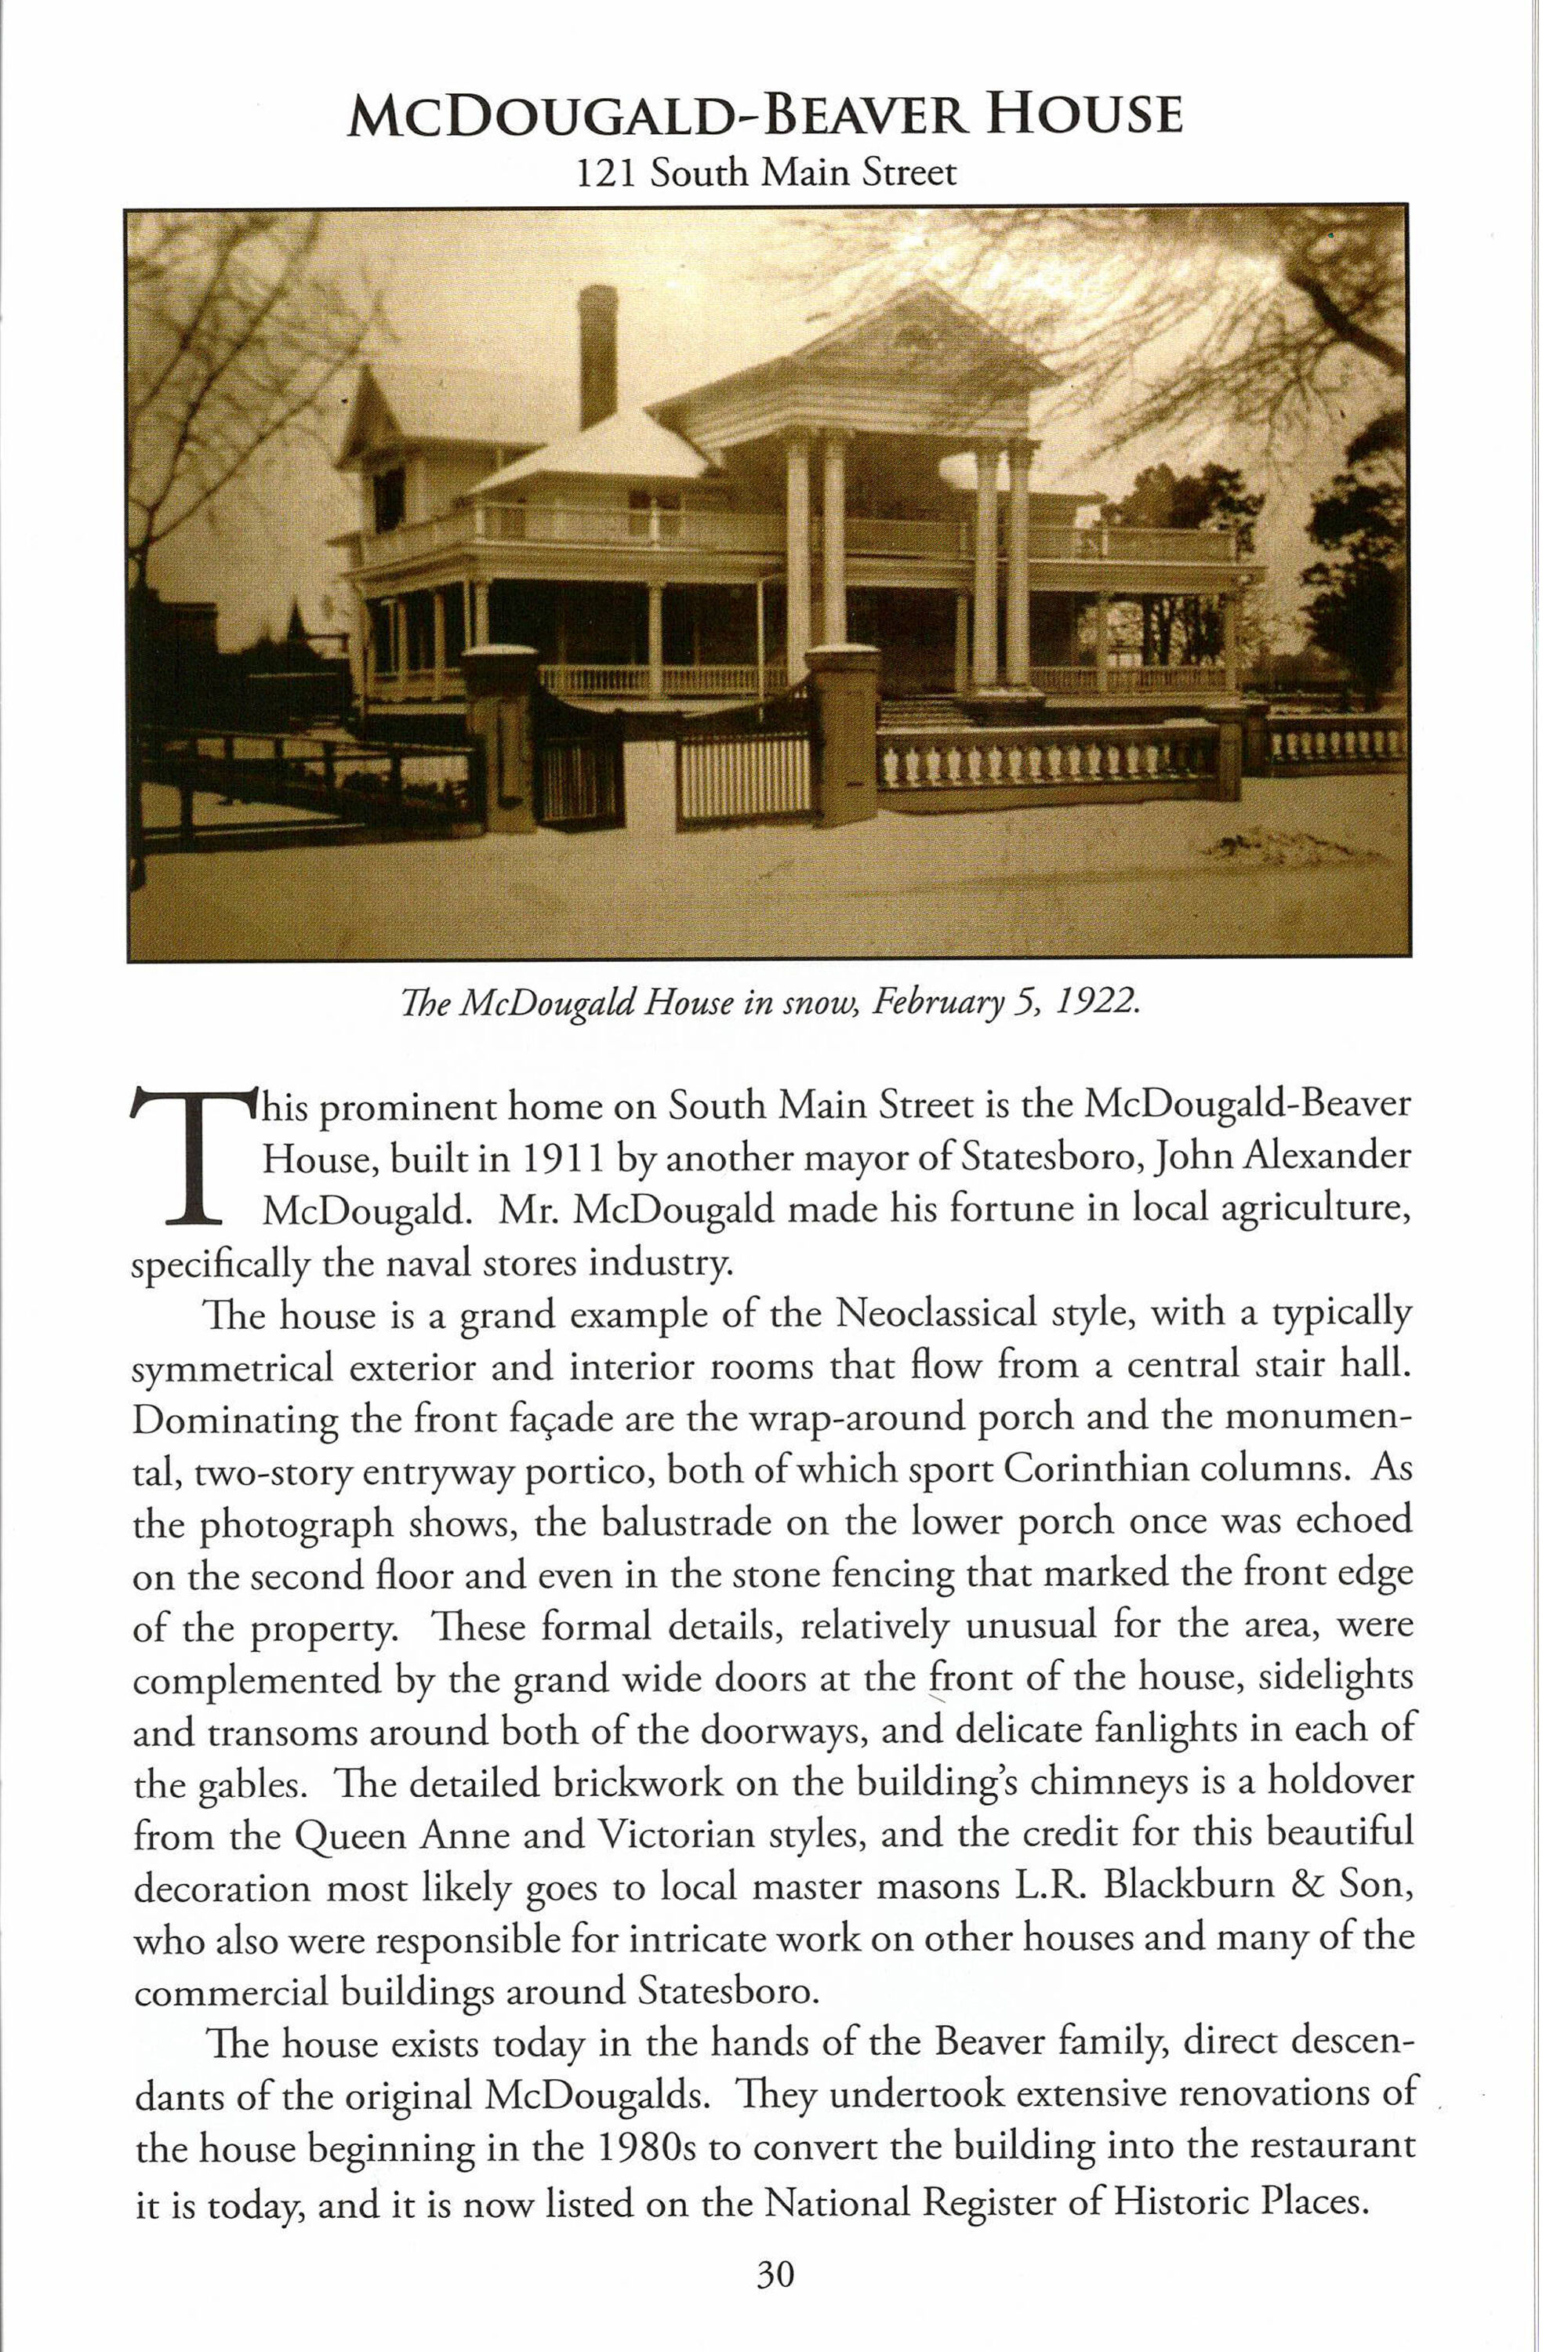 McDougald-Beaver House
121 South Main Street
The McDougald House in snow, February 5, 1922.
This prominent home on South Main Street is the McDougald-Beaver
House, built in 1911 by another mayor of Statesboro, John Alexander
McDougald. Mr. McDougald made his fortune in local agriculture,
specifically the naval stores industry.
The house is a grand example of the Neoclassical style, with a typically
symmetrical exterior and interior rooms that flow from a central stair hall.
Dominating the front façade are the wrap-around porch and the monumen-
tal, two-story entryway portico, both of which sport Corinthian columns. As
the photograph shows, the balustrade on the lower porch once was echoed
on the second floor and even in the stone fencing that marked the front edge
of the property. These formal details, relatively unusual for the area, were
complemented by the grand wide doors at the front of the house, sidelights
and transoms around both of the doorways, and delicate fanlights in each of
the gables. The detailed brickwork on the building's chimneys is a holdover
from the Queen Anne and Victorian styles, and the credit for this beautiful
decoration most likely goes to local master masons L.R. Blackburn & Son,
who also were responsible for intricate work on other houses and many of the
commercial buildings around Statesboro.
The house exists today in the hands of the Beaver family, direct descen-
dants of the original McDougalds. They undertook extensive renovations of
the house beginning in the 1980s to convert the building into the restaurant
it is today, and it is now listed on the National Register of Historic Places.
30